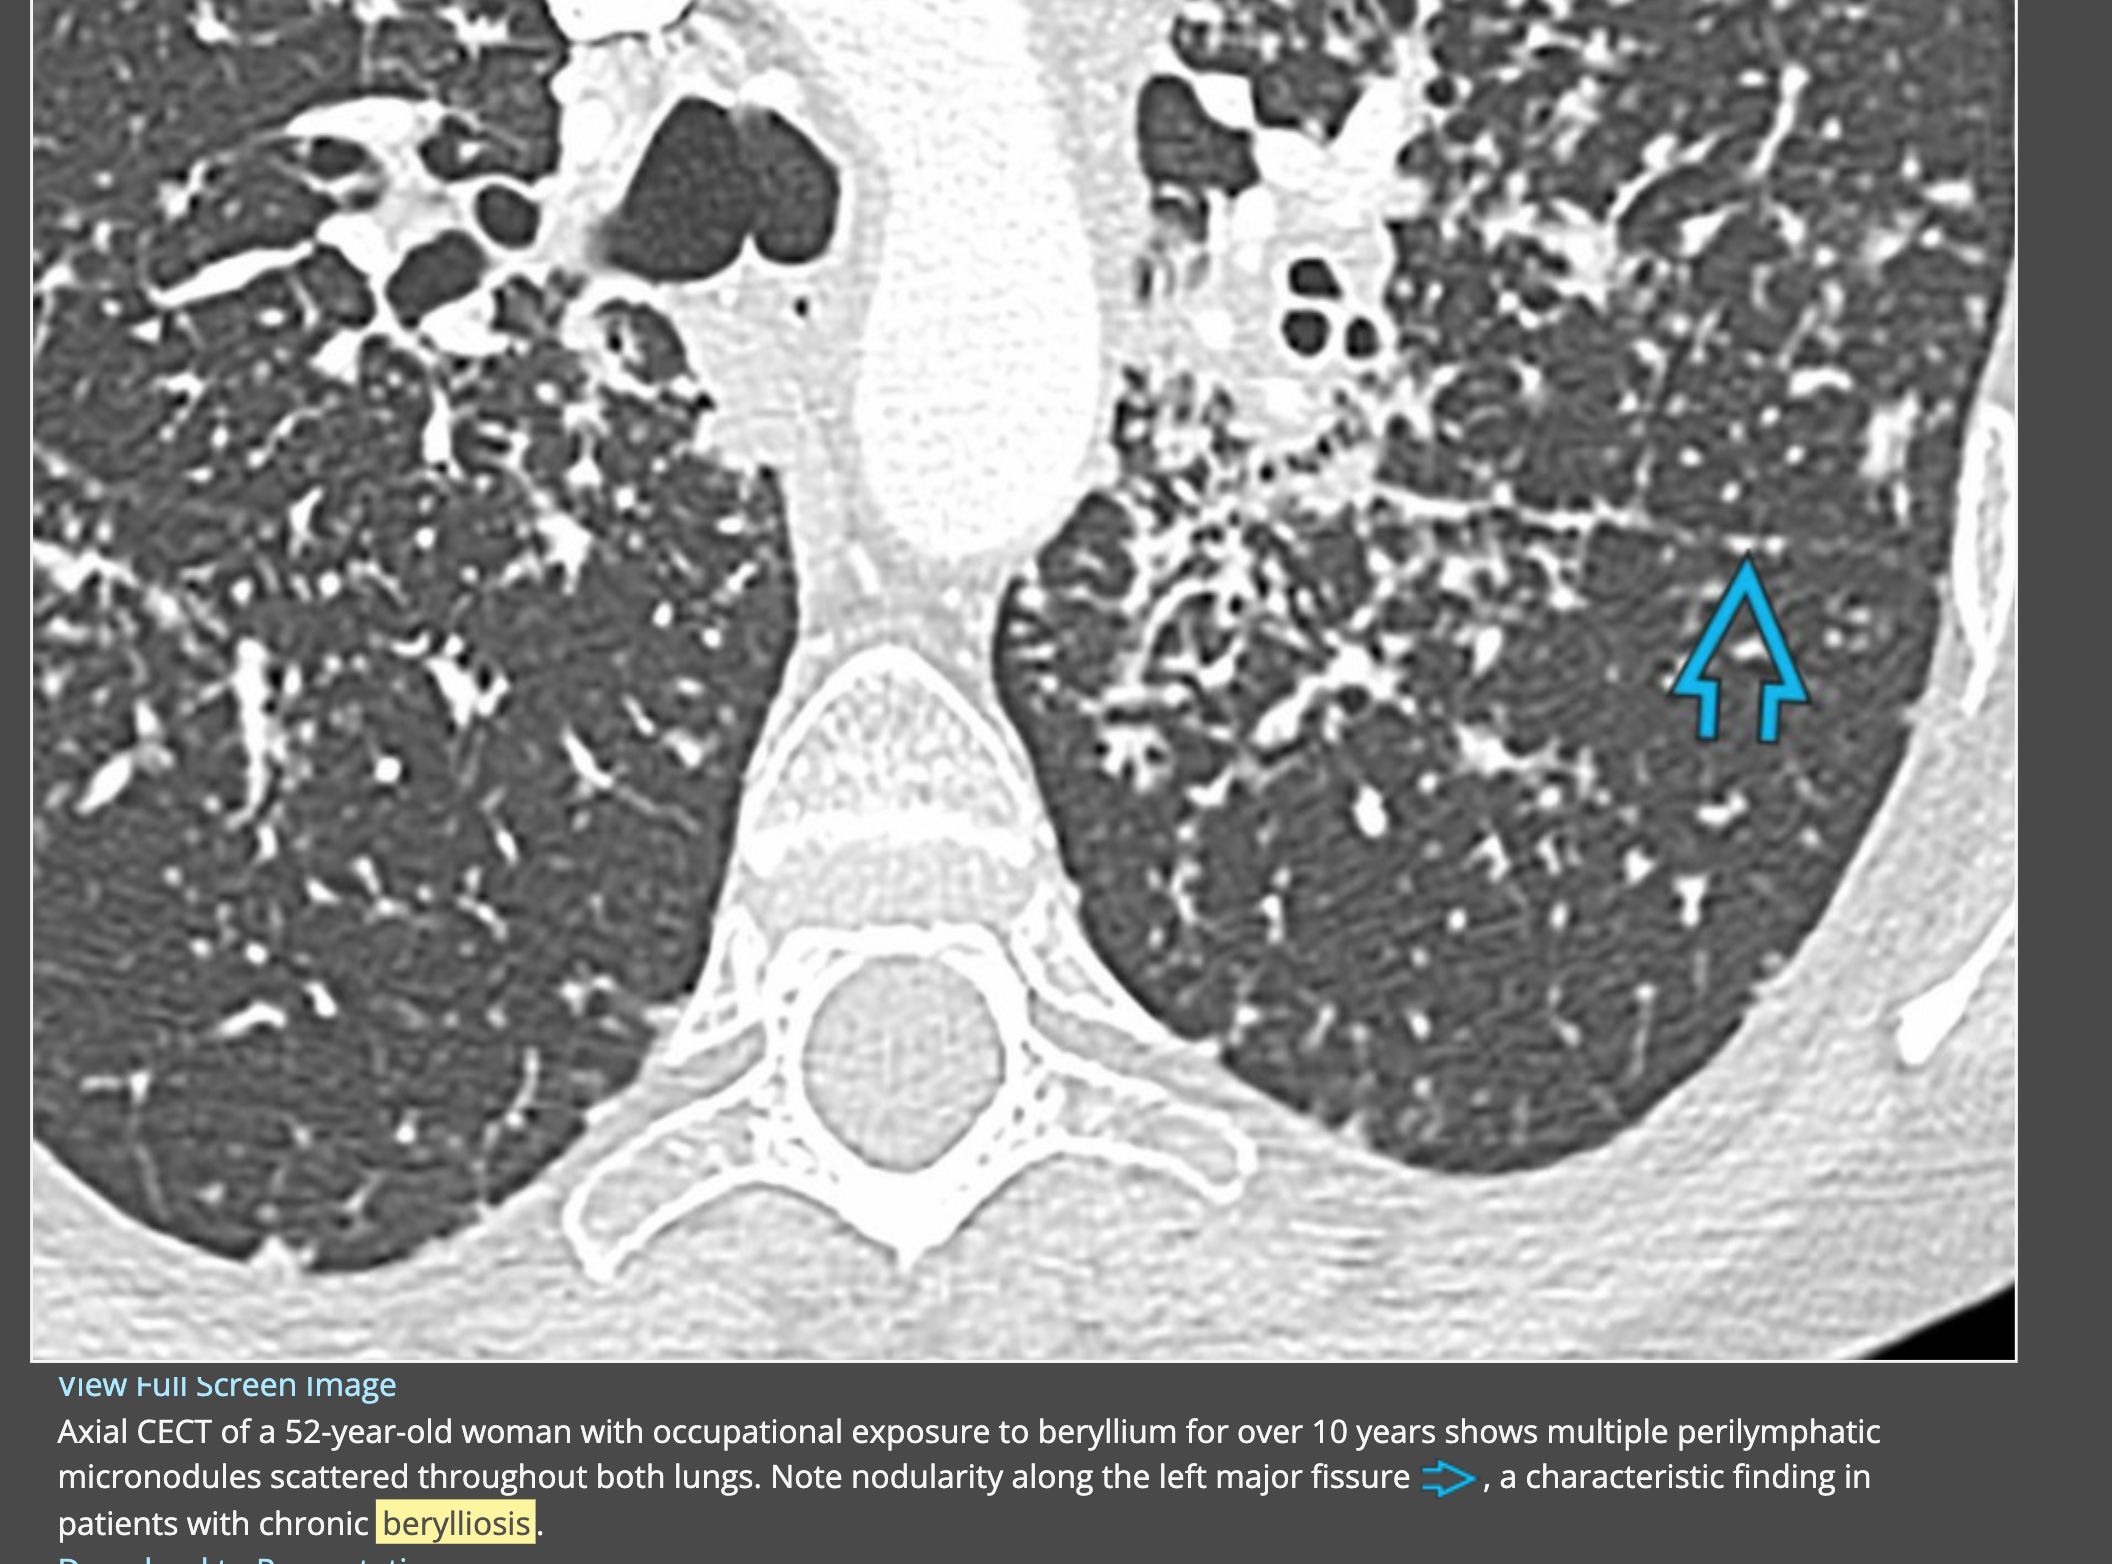 View Full Screen Image
Axial CECT of a 52-year-old woman with occupational exposure to beryllium for over 10 years shows multiple perilymphatic
micronodules scattered throughout both lungs. Note nodularity along the left major fissure , a characteristic finding in
patients with chronic berylliosis.